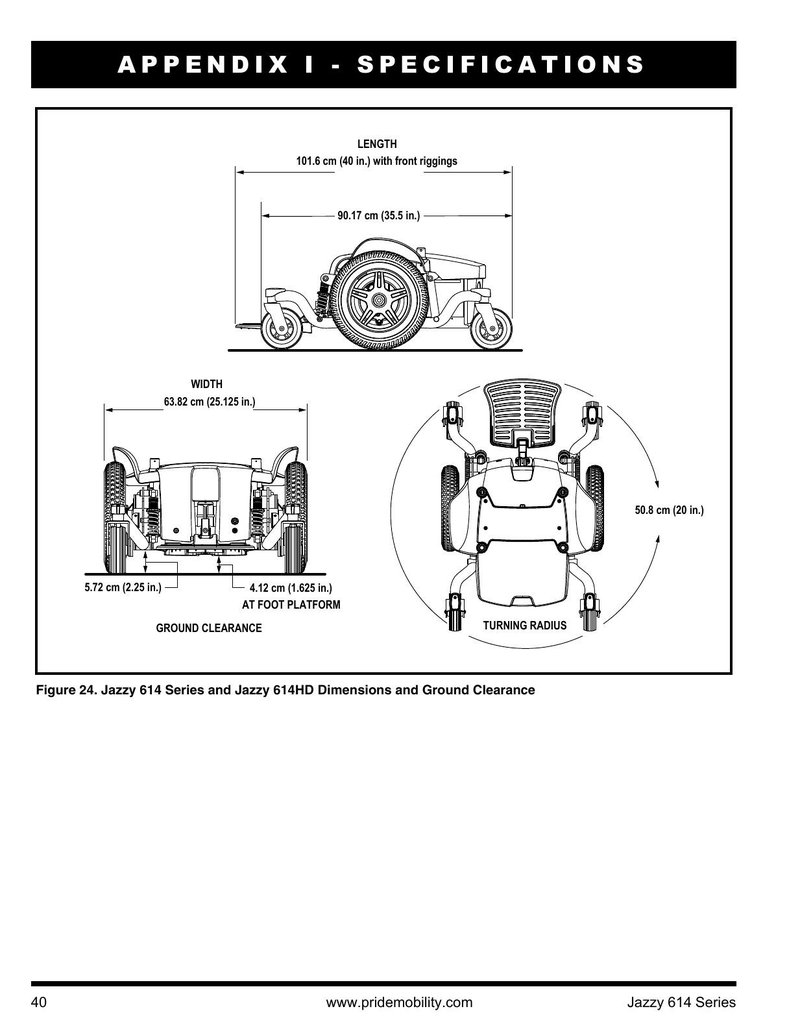 APPENDIX I - SPECIFICATIONS
LENGTH
101.6 cm (40 in.) with front riggings
90.17 cm (35.5 in.)
WIDTH
63.82 cm (25.125 in.)
50.8 cm (20 in.)
5.72 cm (2.25 in.)
4.12 cm (1.625 in.)
AT FOOT PLATFORM
GROUND CLEARANCE
TURNING RADIUS
Figure 24. Jazzy 614 Series and Jazzy 614HD Dimensions and Ground Clearance
40 www.pridemobility.com Jazzy 614 Series